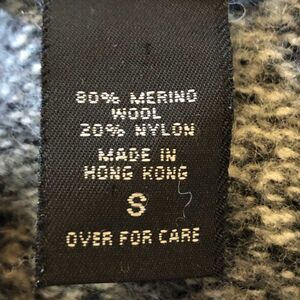 80% MERINO
WOOL
20% NYLON
MADE IN
HONG KONG
S
OVER FOR CARE